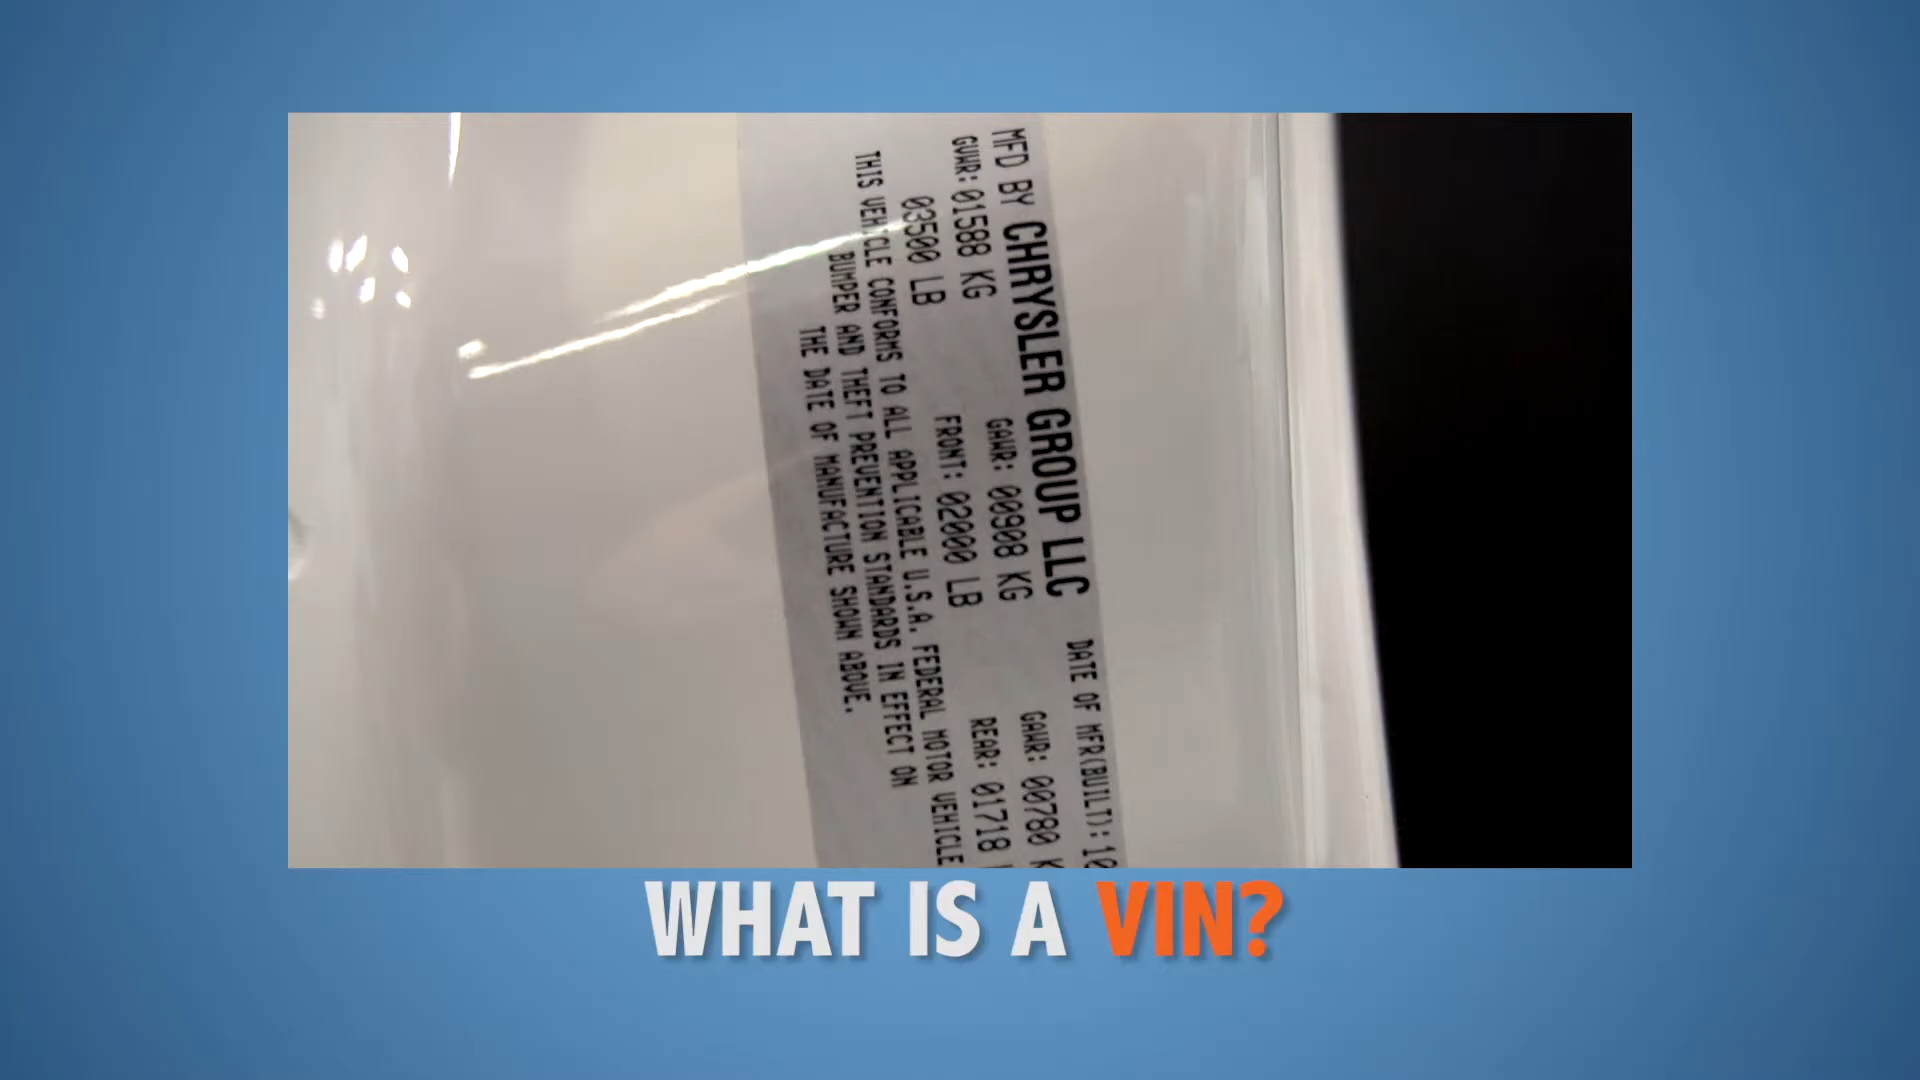 MFD BY CHRYSLER GROUP LLC DATE OF MFR(BUILT): 10
GVWR: 01588 KG GAWR: 00908 KG GAWR: 00780 K
03500 LB FRONT: 02000 LB REAR: 01718
THIS VEHICLE CONFORMS TO ALL APPLICABLE U.S.A. FEDERAL MOTOR VEHICLE
BUMPER AND THEFT PREVENTION STANDARDS IN EFFECT ON
THE DATE OF MANUFACTURE SHOWN ABOVE.
WHAT IS A VIN?